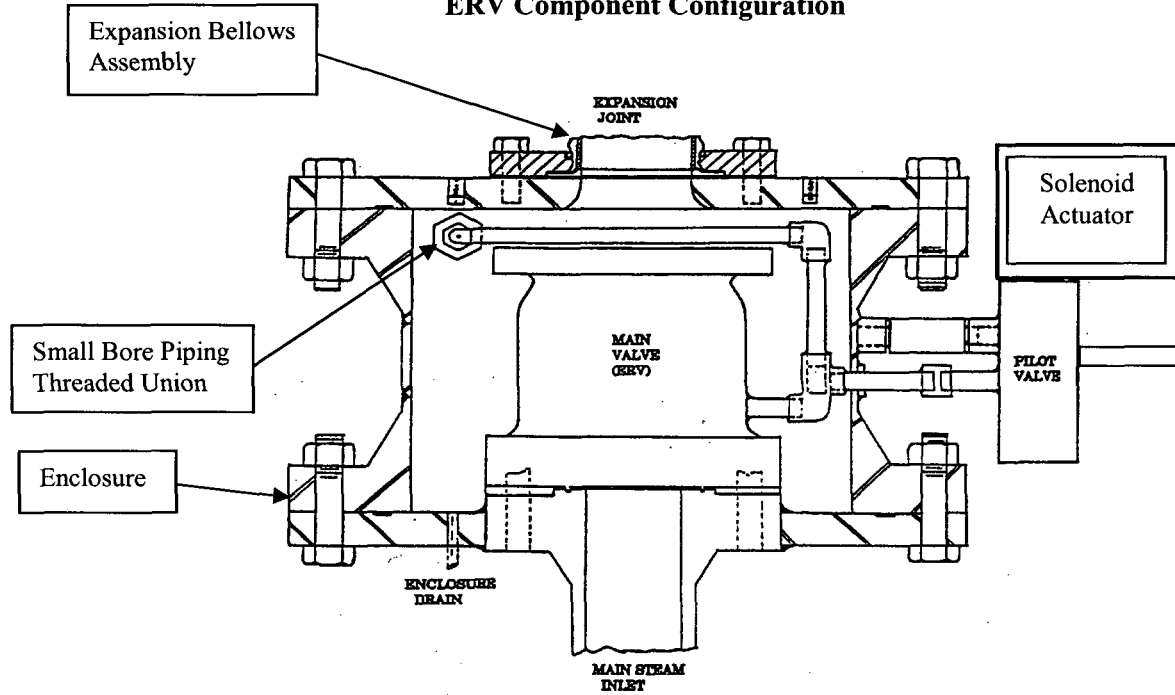 ERV Component Configuration
Expansion Bellows
Assembly
EXPANSION
JOINT
Solenoid
Actuator
Small Bore Piping
Threaded Union
MAIN
VALVE
(ERV)
PILOT
VALVE
Enclosure
ENCLOSURE
DRAIN
MAIN STEAM
INLET